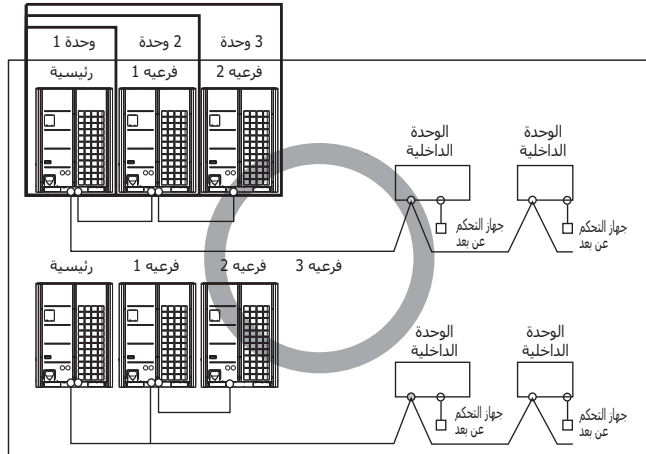 وحدة 1
2 وحدة
3 وحدة
رئيسية
فرعيه 1
فرعيه 2
الوحدة
الداخلية
الوحدة
الداخلية
جهاز التحكم
عن بعد
جهاز التحكم
عن بعد
رئيسية
فرعيه 1
فرعيه 2
فرعيه 3
الوحدة
الداخلية
الوحدة
الداخلية
جهاز التحكم
عن بعد
جهاز التحكم
عن بعد